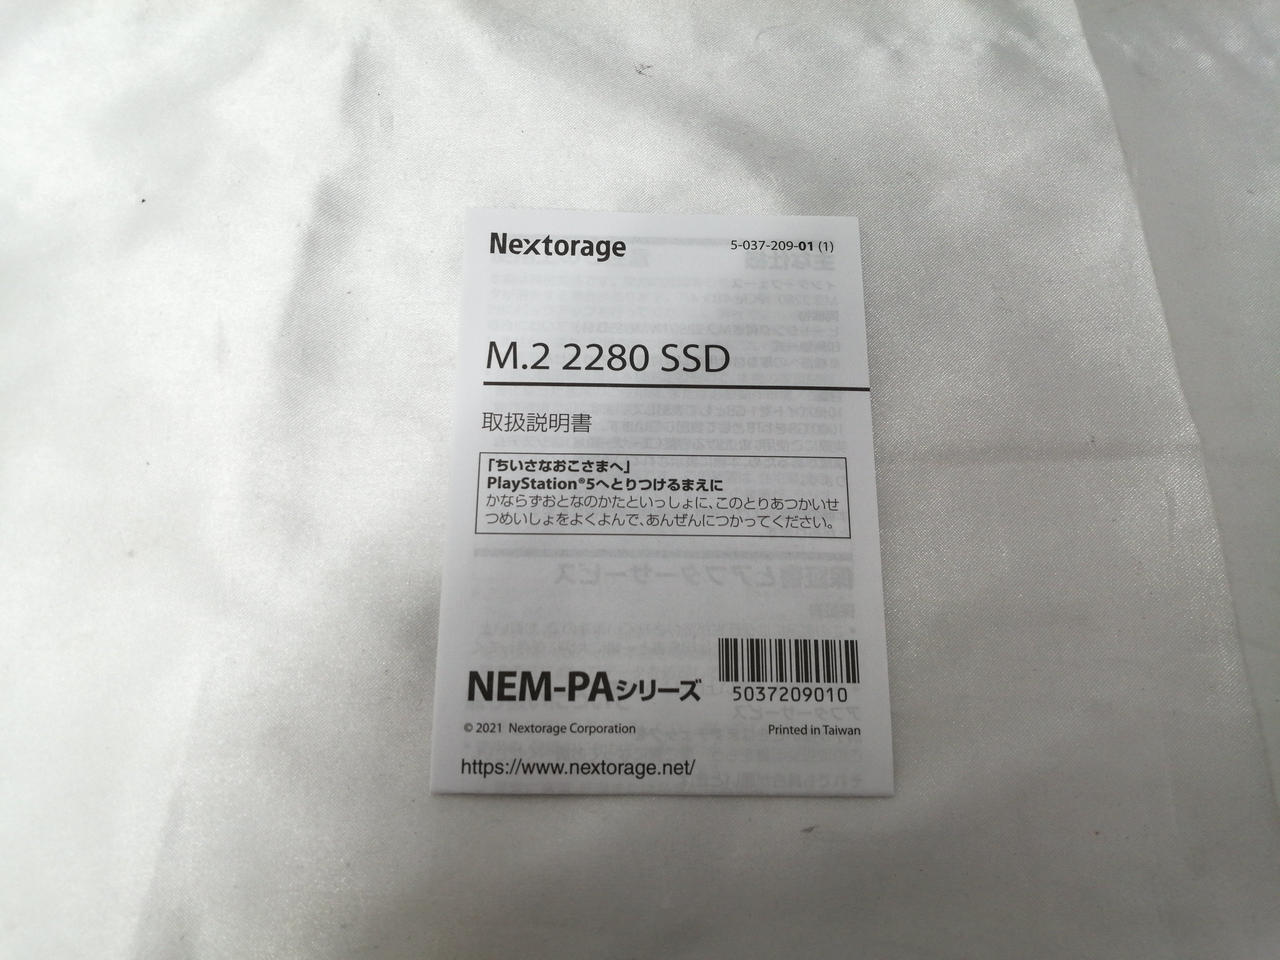 Nextorage
5-037-209-01 (1)
M.2 2280 SSD
取扱説明書
「ちいさなおこさまへ」
PlayStation®5へとりつけるまえに
かならずおとなのかたといっしょに、このとりあつかいせ
つめいしょをよくよんで、あんぜんにつかってください。
NEM-PAシリーズ
5037209010
© 2021 Nextorage Corporation
Printed in Taiwan
https://www.nextorage.net/